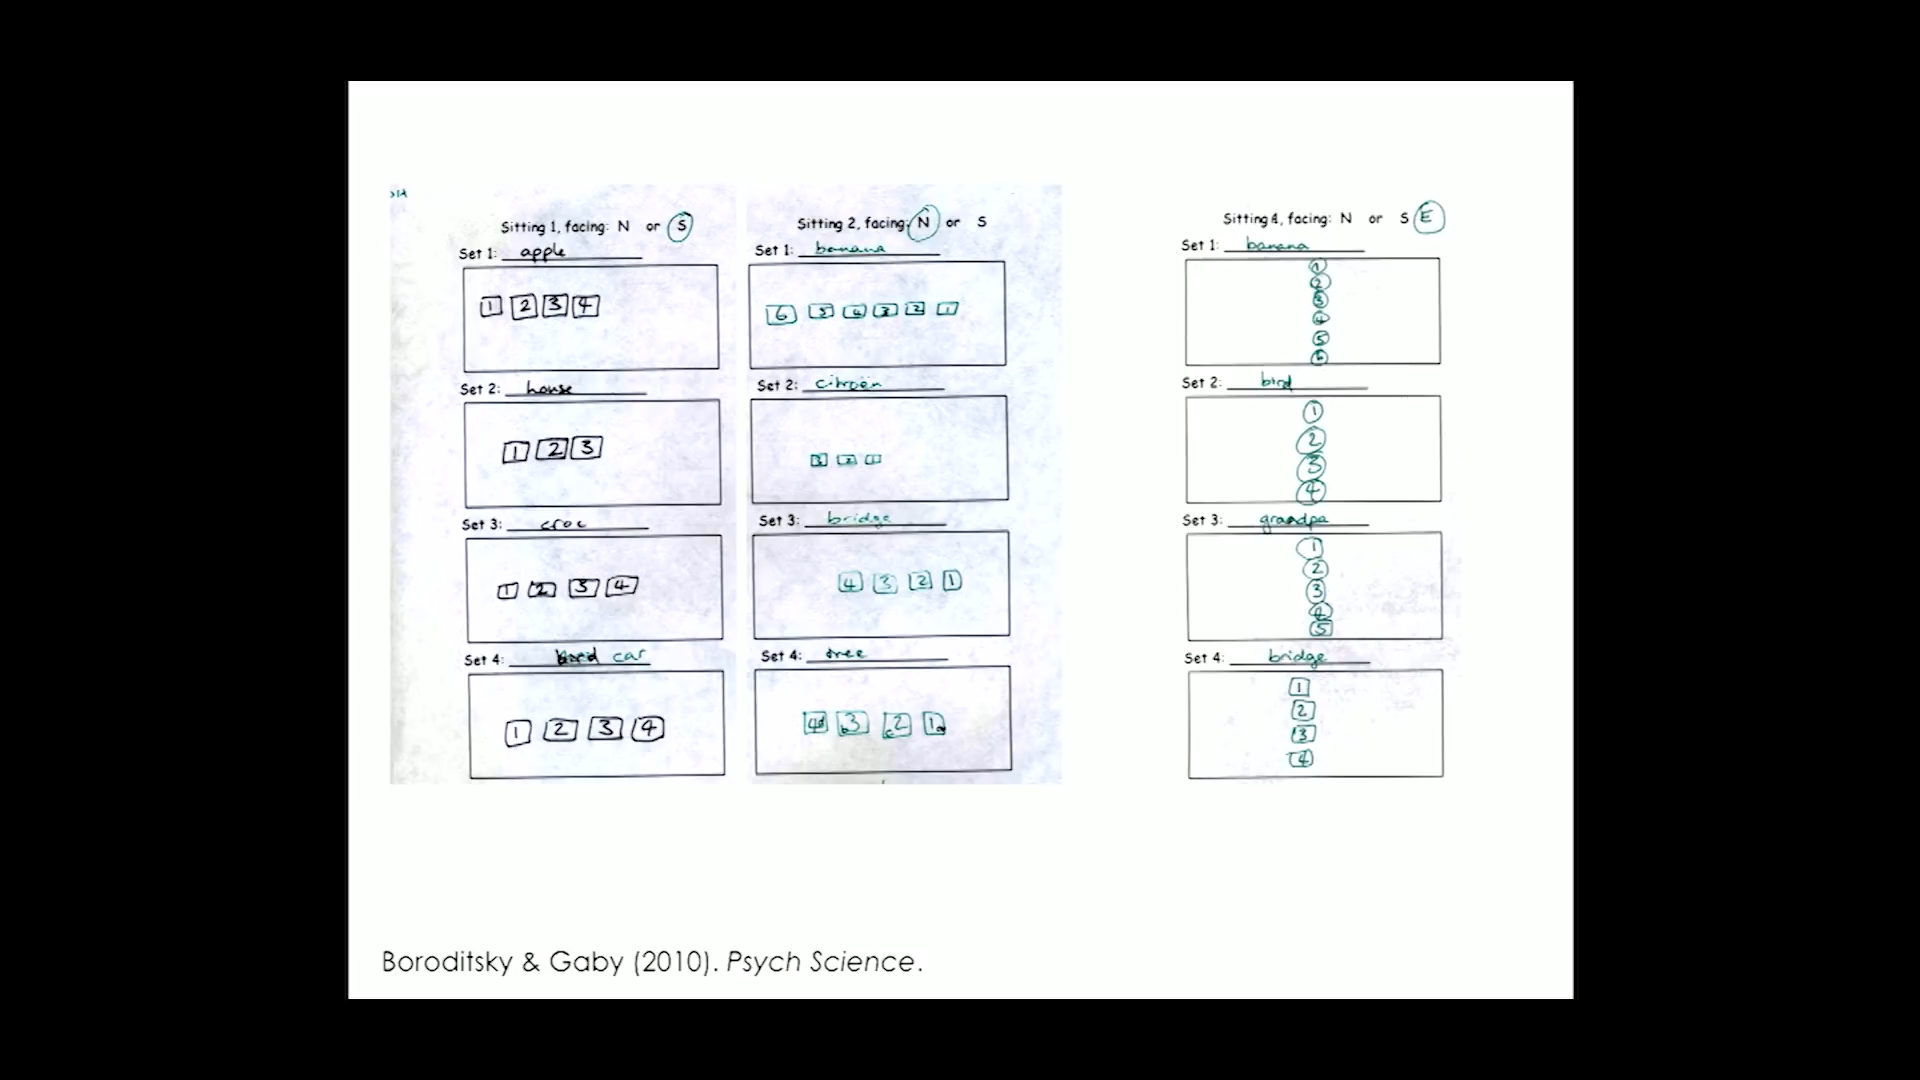 Sitting 1, facing: N or S
Set 1: apple
1 2 3 4
Set 2: house
1 2 3
Set 3: croc
1 2 3 4
Set 4: car
1 2 3 4
Sitting 2, facing: N or S
Set 1: banana
6 5 4 3 2 1
Set 2: citroën
3 2 1
Set 3: bridge
4 3 2 1
Set 4: tree
4d 3b 2c 1a
Sitting 4, facing: N or S E
Set 1: banana
1
2
3
4
5
6
Set 2: bird
1
2
3
4
Set 3: grandpa
1
2
3
4
5
Set 4: bridge
1
2
3
4
Boroditsky & Gaby (2010). Psych Science.